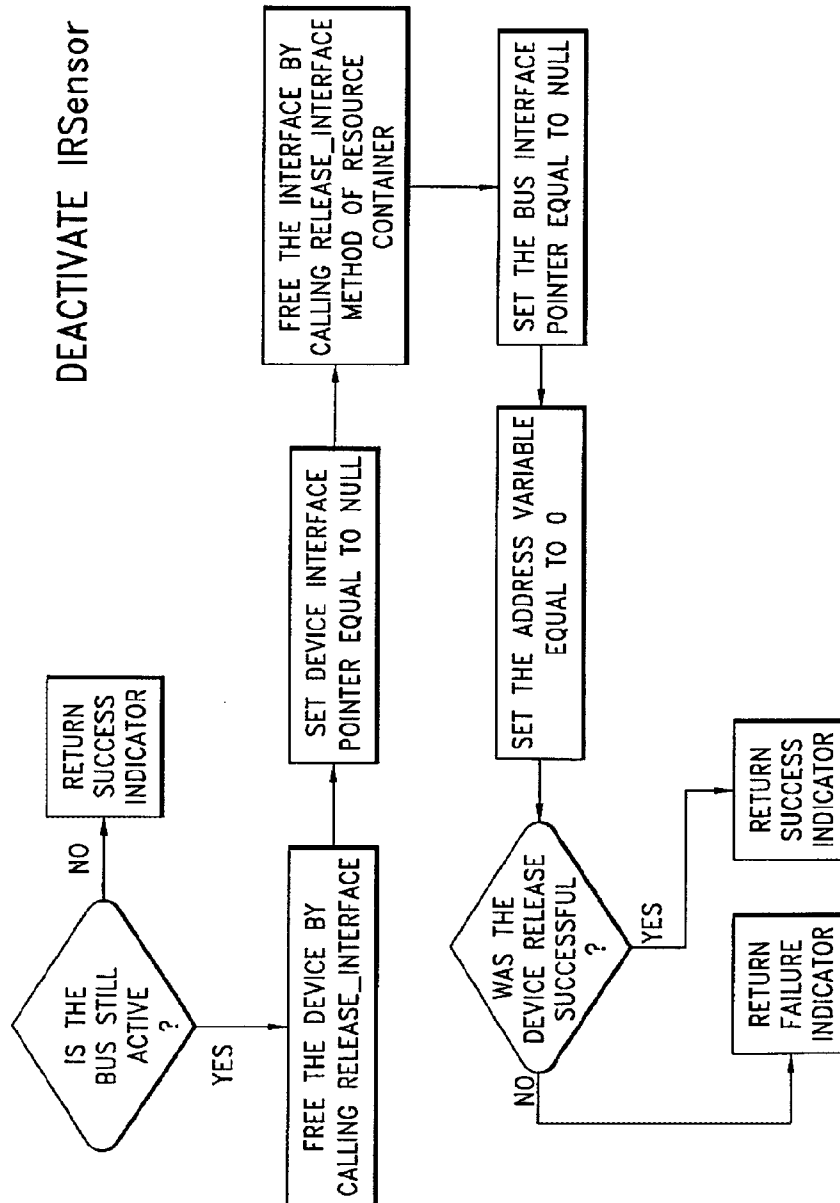 DEACTIVATE IRSensor
IS THE
BUS STILL
ACTIVE
?
NO
RETURN
SUCCESS
INDICATOR
YES
FREE THE DEVICE BY
CALLING RELEASE_INTERFACE
SET DEVICE INTERFACE
POINTER EQUAL TO NULL
FREE THE INTERFACE BY
CALLING RELEASE_INTERFACE
METHOD OF RESOURCE
CONTAINER
SET THE BUS INTERFACE
POINTER EQUAL TO NULL
SET THE ADDRESS VARIABLE
EQUAL TO 0
WAS THE
DEVICE RELEASE
SUCCESSFUL
?
NO
YES
RETURN
FAILURE
INDICATOR
RETURN
SUCCESS
INDICATOR